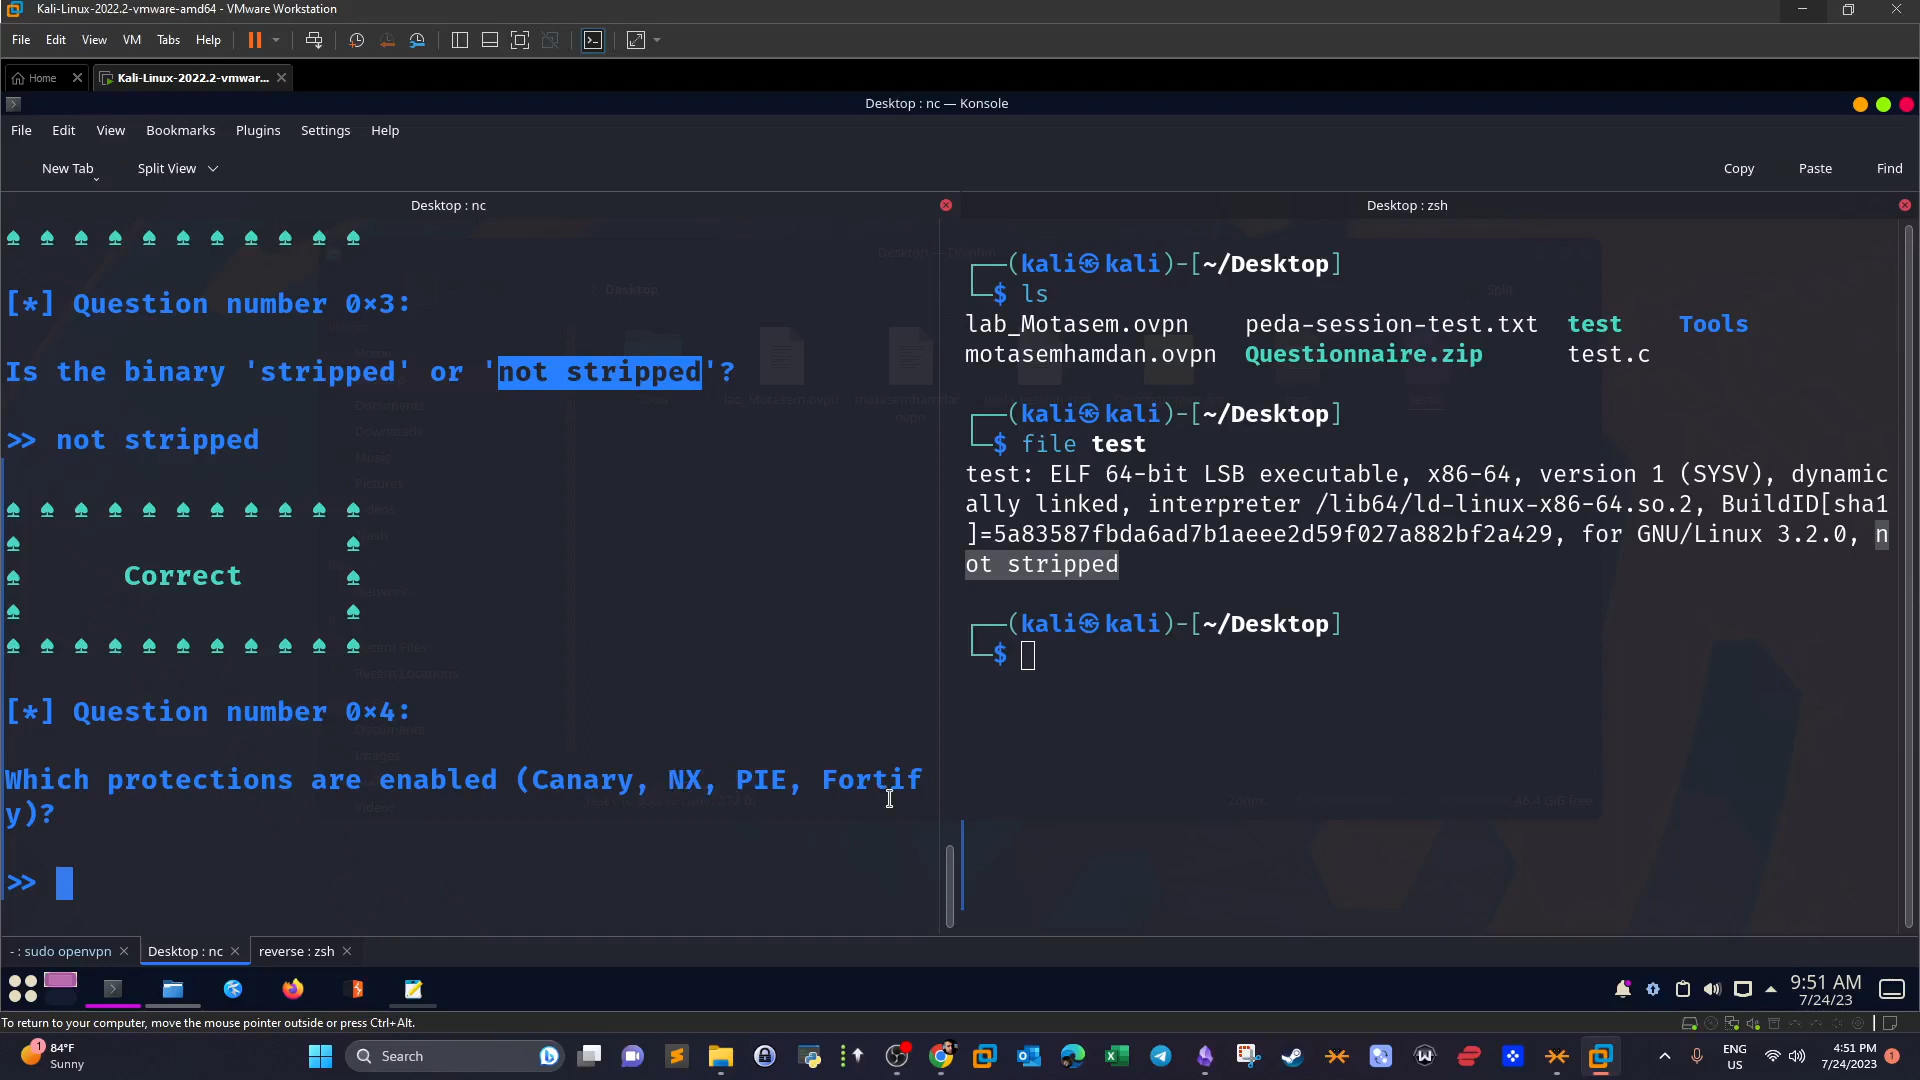 Kali-Linux-2022.2-vmware-amd64 - VMware Workstation
File Edit View VM Tabs Help
Home
Kali-Linux-2022.2-vmwar...
Desktop : nc — Konsole
File Edit View Bookmarks Plugins Settings Help
New Tab Split View Copy Paste Find
Desktop : nc
[*] Question number 0×3:
Is the binary 'stripped' or 'not stripped'?
>> not stripped
Correct
[*] Question number 0×4:
Which protections are enabled (Canary, NX, PIE, Fortif
y)?
>>
Desktop : zsh
(kali㉿kali)-[~/Desktop]
$ ls
lab_Motasem.ovpn peda-session-test.txt test Tools
motasemhamdan.ovpn Questionnaire.zip test.c
(kali㉿kali)-[~/Desktop]
$ file test
test: ELF 64-bit LSB executable, x86-64, version 1 (SYSV), dynamic
ally linked, interpreter /lib64/ld-linux-x86-64.so.2, BuildID[sha1
]=5a83587fbda6ad7b1aeee2d59f027a882bf2a429, for GNU/Linux 3.2.0, n
ot stripped
(kali㉿kali)-[~/Desktop]
$
- : sudo openvpn Desktop : nc reverse : zsh
9:51 AM
7/24/23
To return to your computer, move the mouse pointer outside or press Ctrl+Alt.
1
84°F
Sunny
Search
ENG
US
4:51 PM
7/24/2023
1